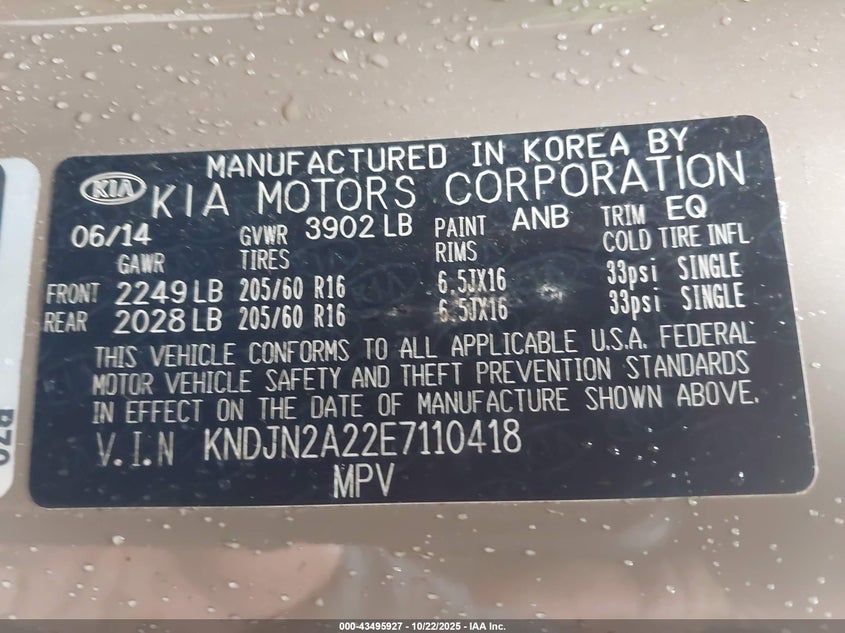 MANUFACTURED IN KOREA BY
KIA KIA MOTORS CORPORATION
06/14 GVWR 3902 LB PAINT ANB TRIM EQ
GAWR TIRES RIMS COLD TIRE INFL
FRONT 2249 LB 205/60 R16 6.5JX16 33psi SINGLE
REAR 2028 LB 205/60 R16 6.5JX16 33psi SINGLE
THIS VEHICLE CONFORMS TO ALL APPLICABLE U.S.A. FEDERAL
MOTOR VEHICLE SAFETY AND THEFT PREVENTION STANDARDS
IN EFFECT ON THE DATE OF MANUFACTURE SHOWN ABOVE.
V.I.N KNDJN2A22E7110418
MPV
000-43495927 - 10/22/2025 - IAA Inc.